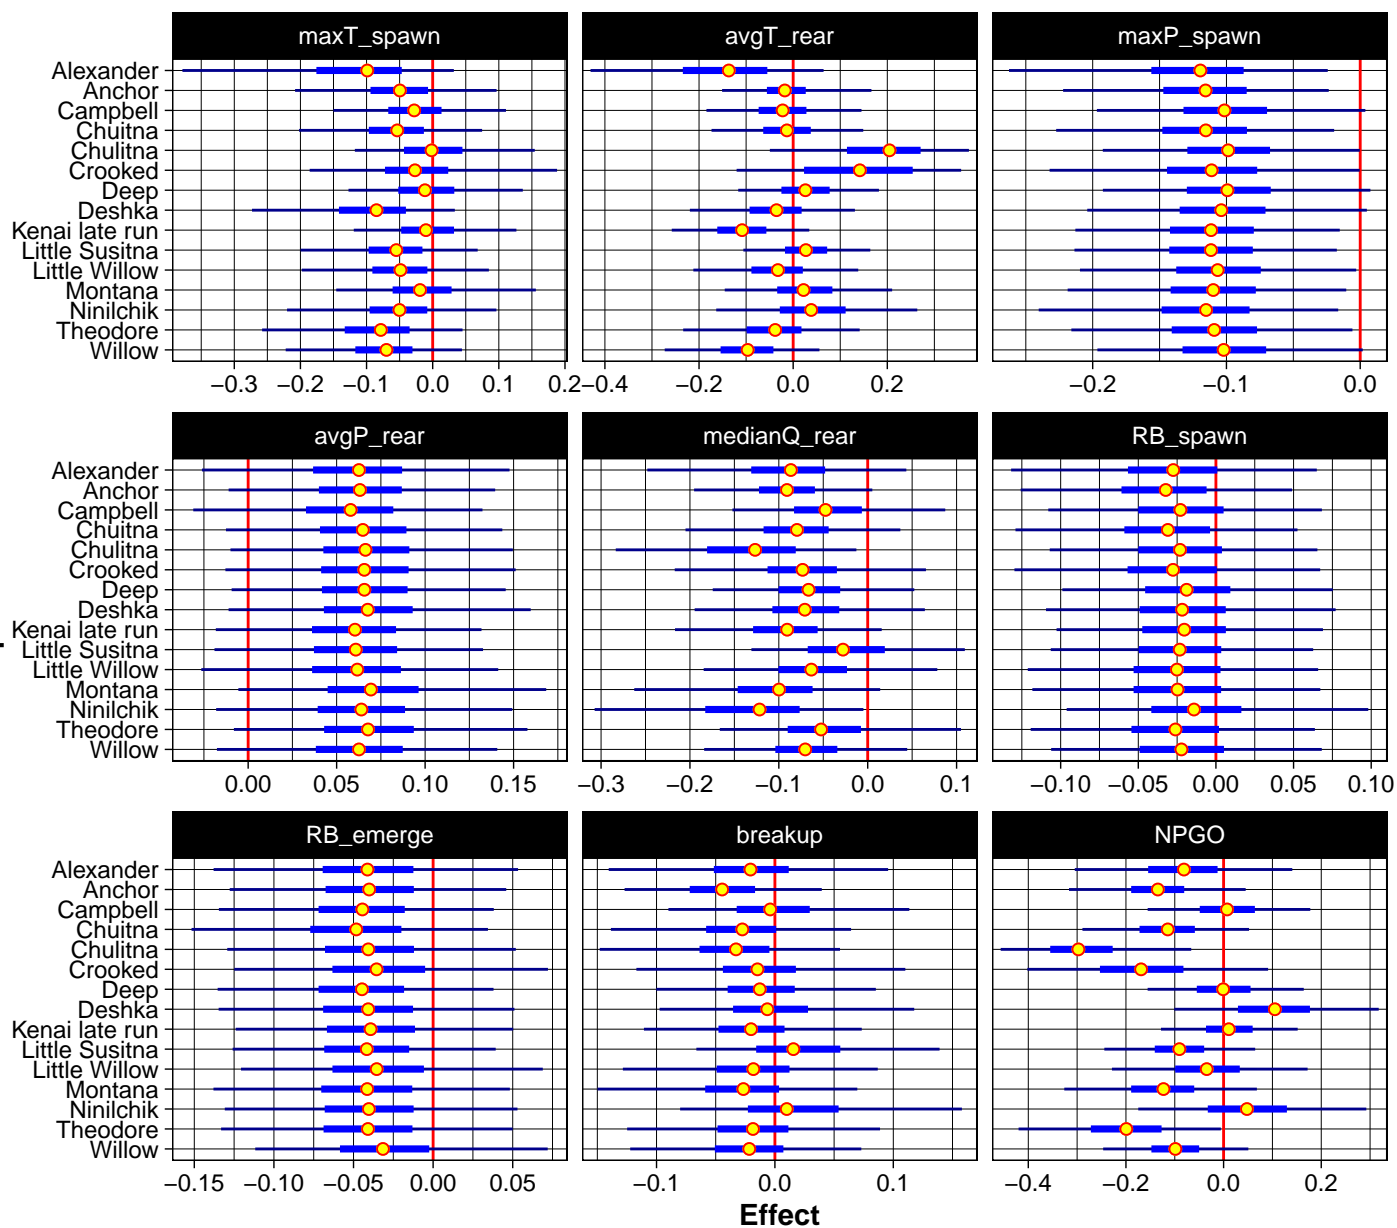 maxT_spawn avgT_rear maxP_spawn
Alexander
Anchor
Campbell
Chuitna
Chulitna
Crooked
Deep
Deshka
Kenai late run
Little Susitna
Little Willow
Montana
Ninilchik
Theodore
Willow
−0.3 −0.2 −0.1 0.0 0.1 0.2 −0.4 −0.2 0.0 0.2 −0.2 −0.1 0.0
avgP_rear medianQ_rear RB_spawn
Alexander
Anchor
Campbell
Chuitna
Chulitna
Crooked
Deep
Deshka
Kenai late run
Little Susitna
Little Willow
Montana
Ninilchik
Theodore
Willow
0.00 0.05 0.10 0.15 −0.3 −0.2 −0.1 0.0 0.1 −0.10 −0.05 0.00 0.05 0.10
RB_emerge breakup NPGO
Alexander
Anchor
Campbell
Chuitna
Chulitna
Crooked
Deep
Deshka
Kenai late run
Little Susitna
Little Willow
Montana
Ninilchik
Theodore
Willow
−0.15 −0.10 −0.05 0.00 0.05 −0.1 0.0 0.1 −0.4 −0.2 0.0 0.2
Effect